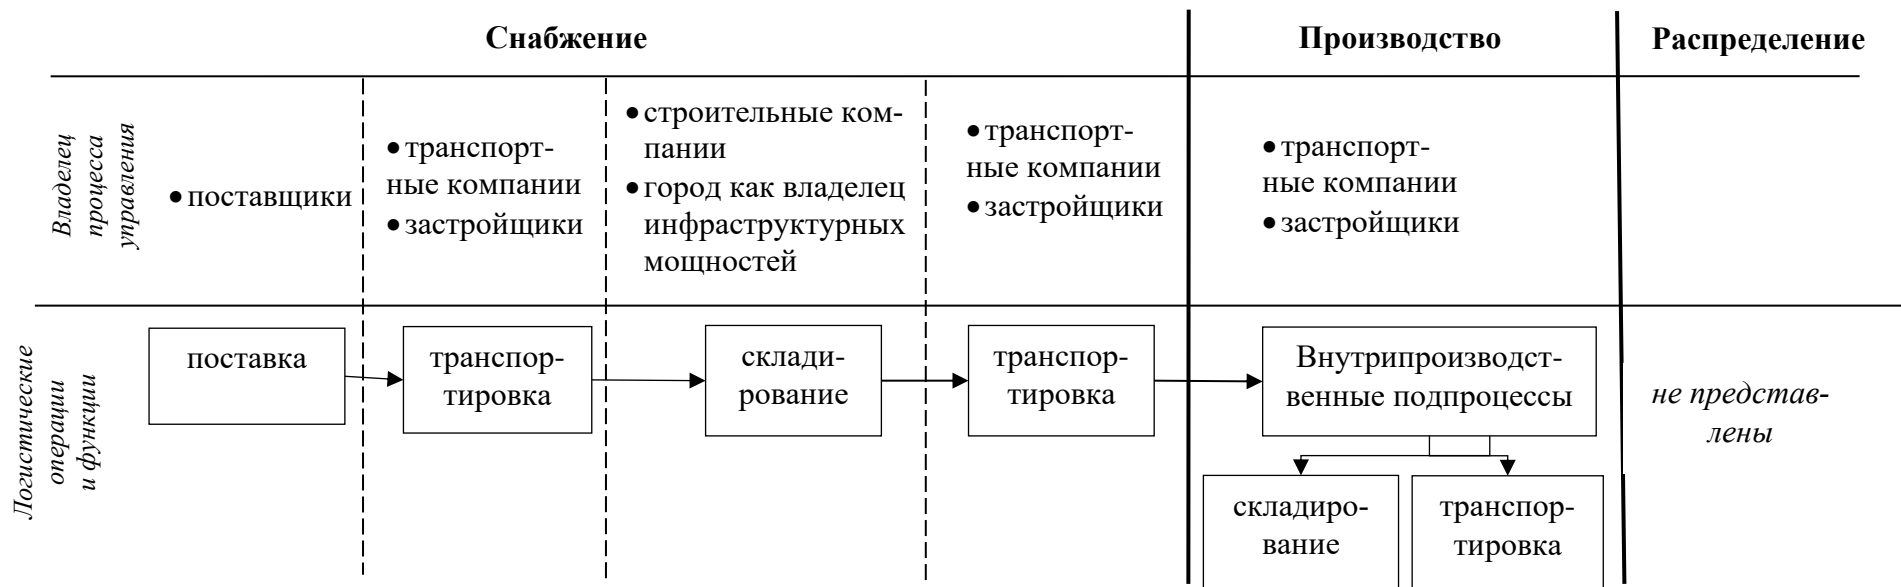 Снабжение
Производство
Распределение
Владелец
процесса
управления
• поставщики
• транспорт-
ные компании
• застройщики
• строительные ком-
пании
• город как владелец
инфраструктурных
мощностей
• транспорт-
ные компании
• застройщики
• транспорт-
ные компании
• застройщики
Логистические
операции
и функции
поставка
транспор-
тировка
склади-
рование
транспор-
тировка
Внутрипроизводст-
венные подпроцессы
складиро-
вание
транспор-
тировка
не представ-
лены